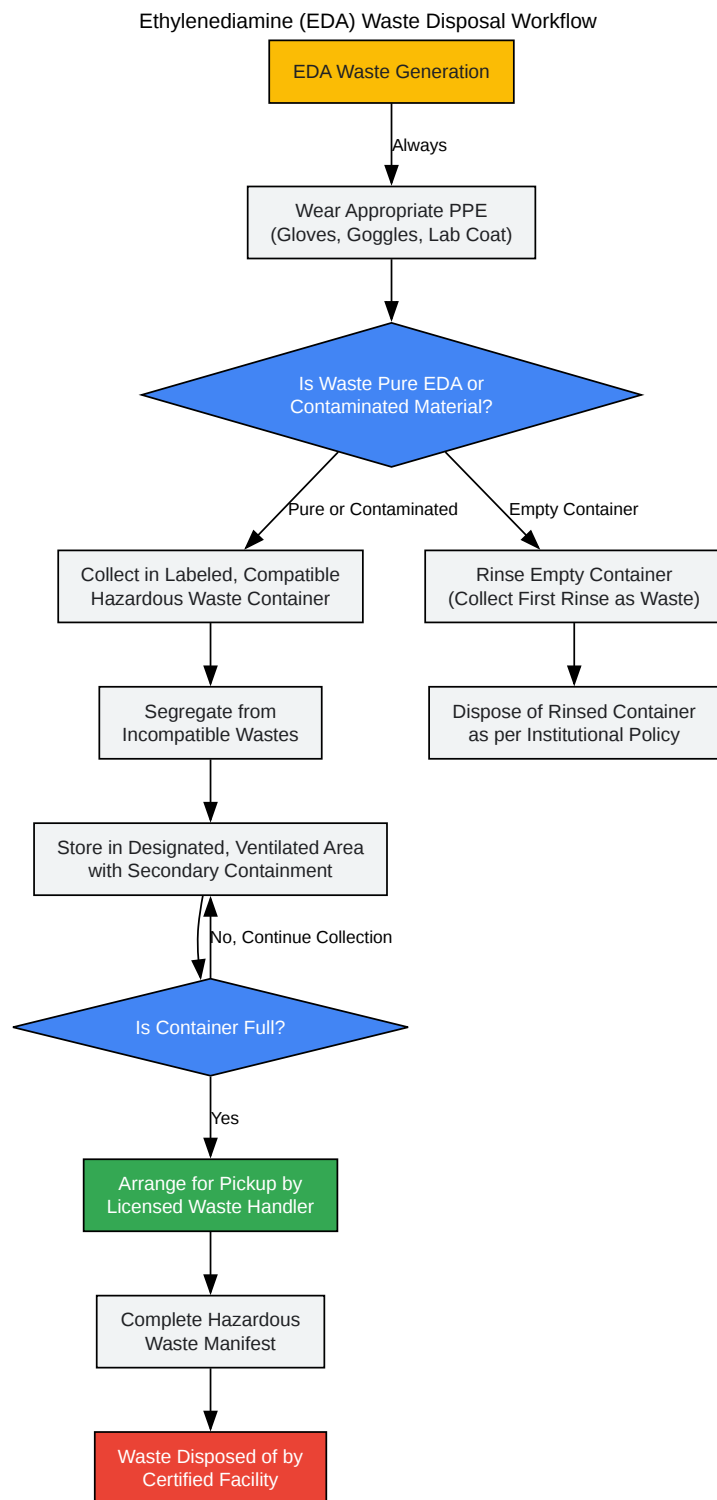 Ethylenediamine (EDA) Waste Disposal Workflow
EDA Waste Generation
Always
Wear Appropriate PPE
(Gloves, Goggles, Lab Coat)
Is Waste Pure EDA or
Contaminated Material?
Pure or Contaminated
Empty Container
Collect in Labeled, Compatible
Hazardous Waste Container
Rinse Empty Container
(Collect First Rinse as Waste)
Segregate from
Incompatible Wastes
Dispose of Rinsed Container
as per Institutional Policy
Store in Designated, Ventilated Area
with Secondary Containment
No, Continue Collection
Is Container Full?
Yes
Arrange for Pickup by
Licensed Waste Handler
Complete Hazardous
Waste Manifest
Waste Disposed of by
Certified Facility